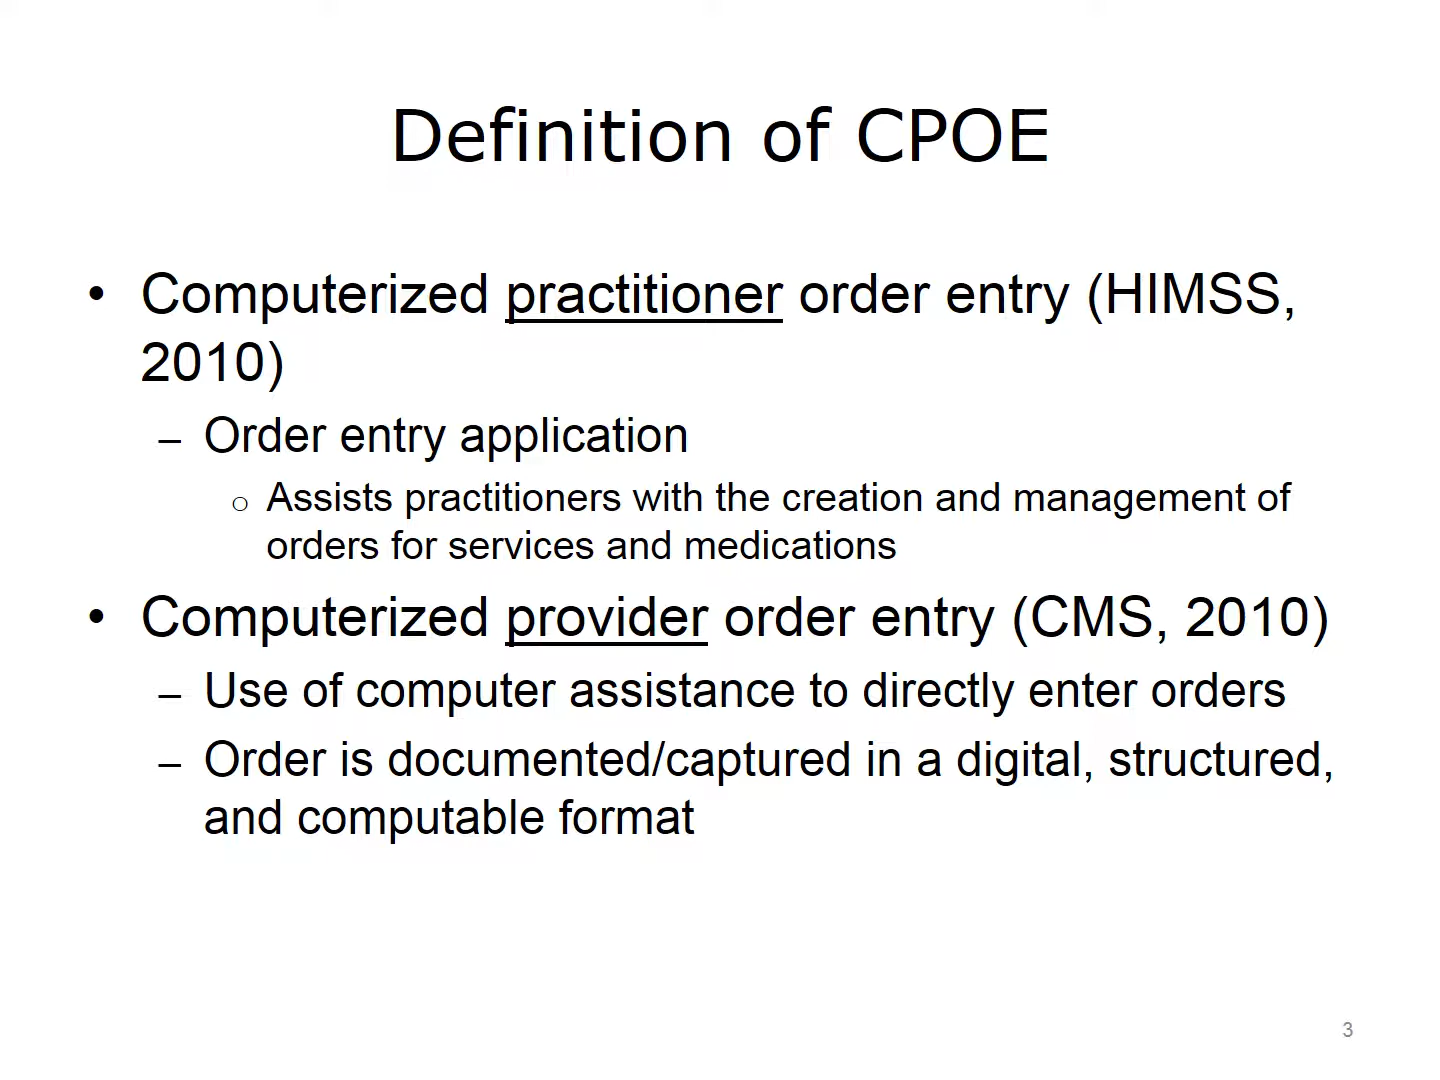 Definition of CPOE
• Computerized practitioner order entry (HIMSS,
2010)
– Order entry application
○ Assists practitioners with the creation and management of
orders for services and medications
• Computerized provider order entry (CMS, 2010)
– Use of computer assistance to directly enter orders
– Order is documented/captured in a digital, structured,
and computable format
3